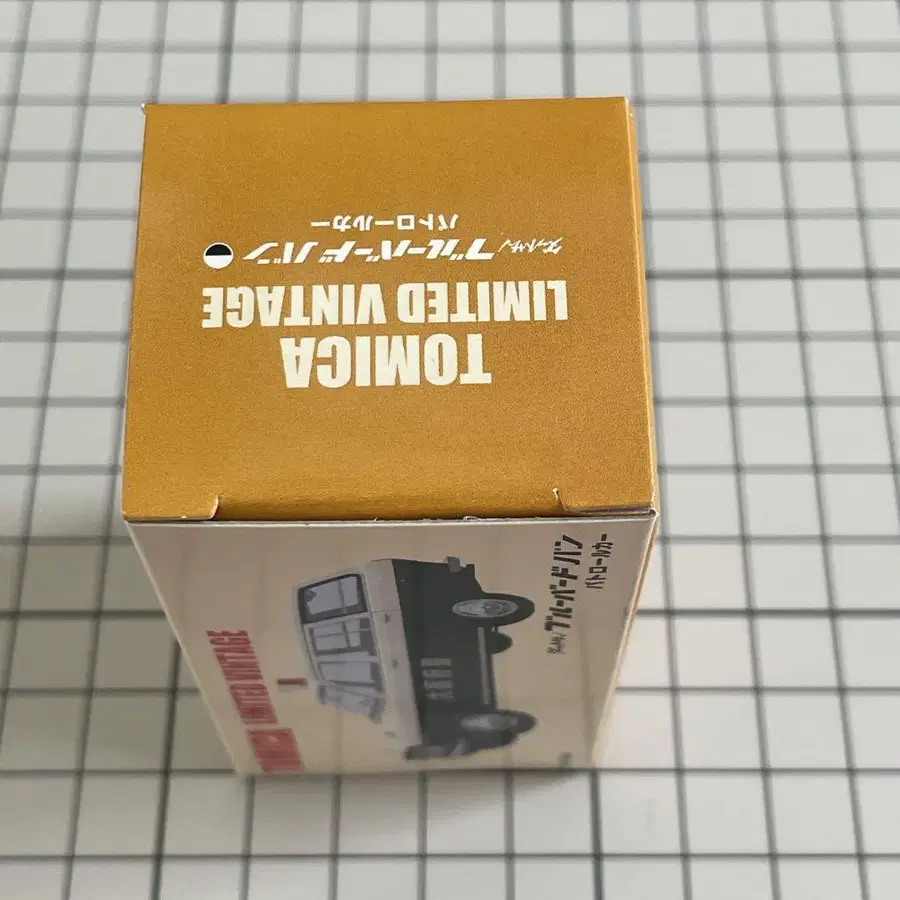 TOMICA
LIMITED VINTAGE
ダットサン ブルーバード バン
パトロールカー
TOMICA LIMITED VINTAGE
ダットサン ブルーバード バン
パトロールカー